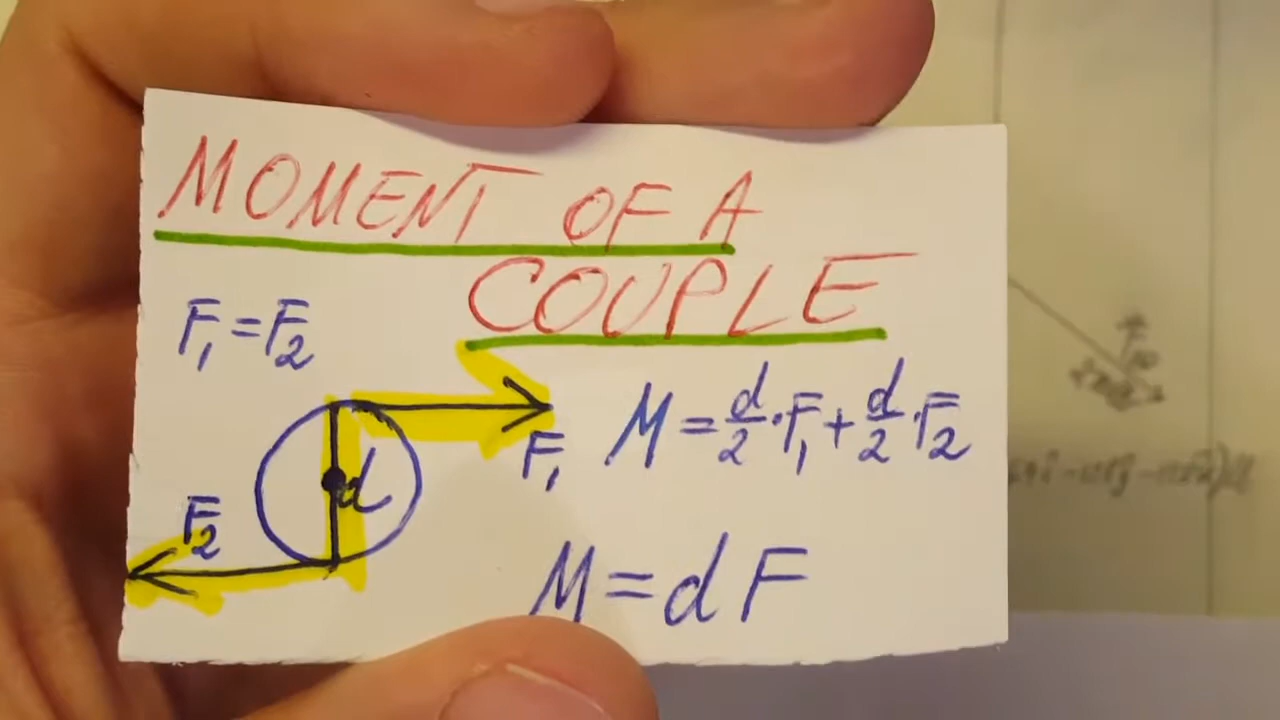 MOMENT OF A
COUPLE
F₁=F₂
F₁
M=d/2·F₁+d/2·F₂
d
F₂
M=dF